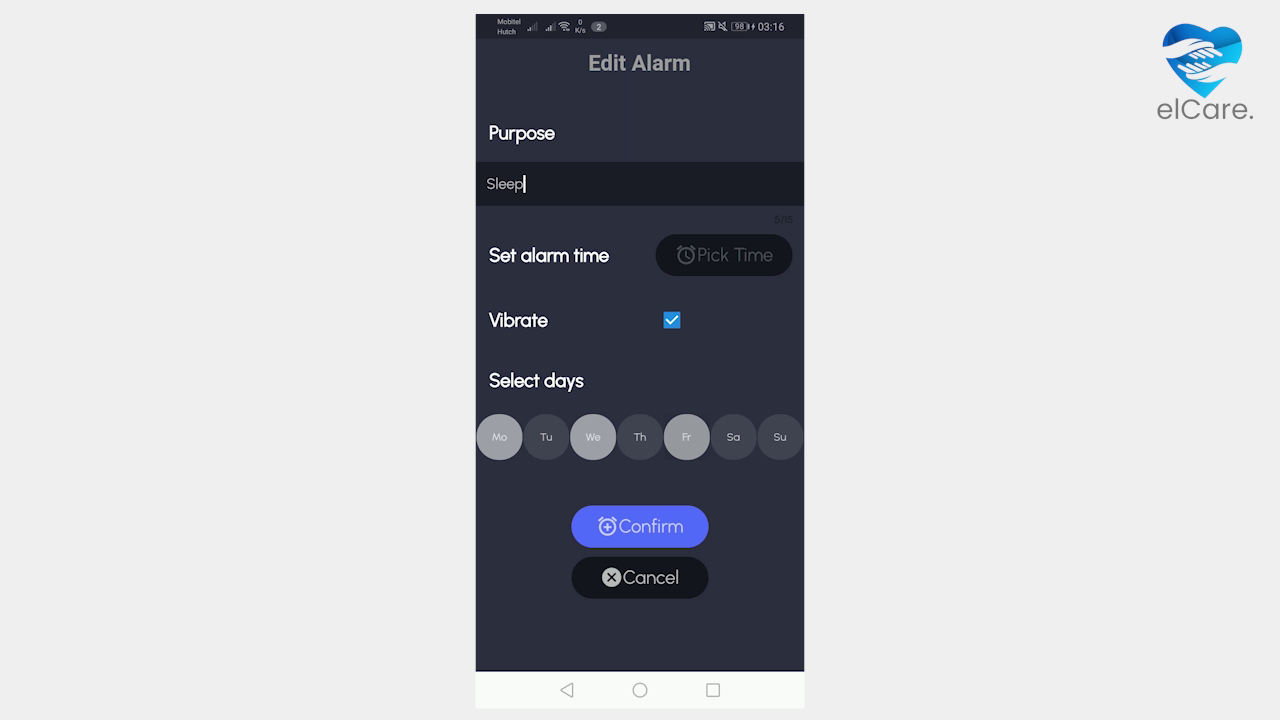 Mobitel
Hutch
0
K/s
2
98
03:16
elCare.
Edit Alarm
Purpose
Sleep
5/15
Set alarm time
Pick Time
Vibrate
Select days
Mo Tu We Th Fr Sa Su
Confirm
Cancel